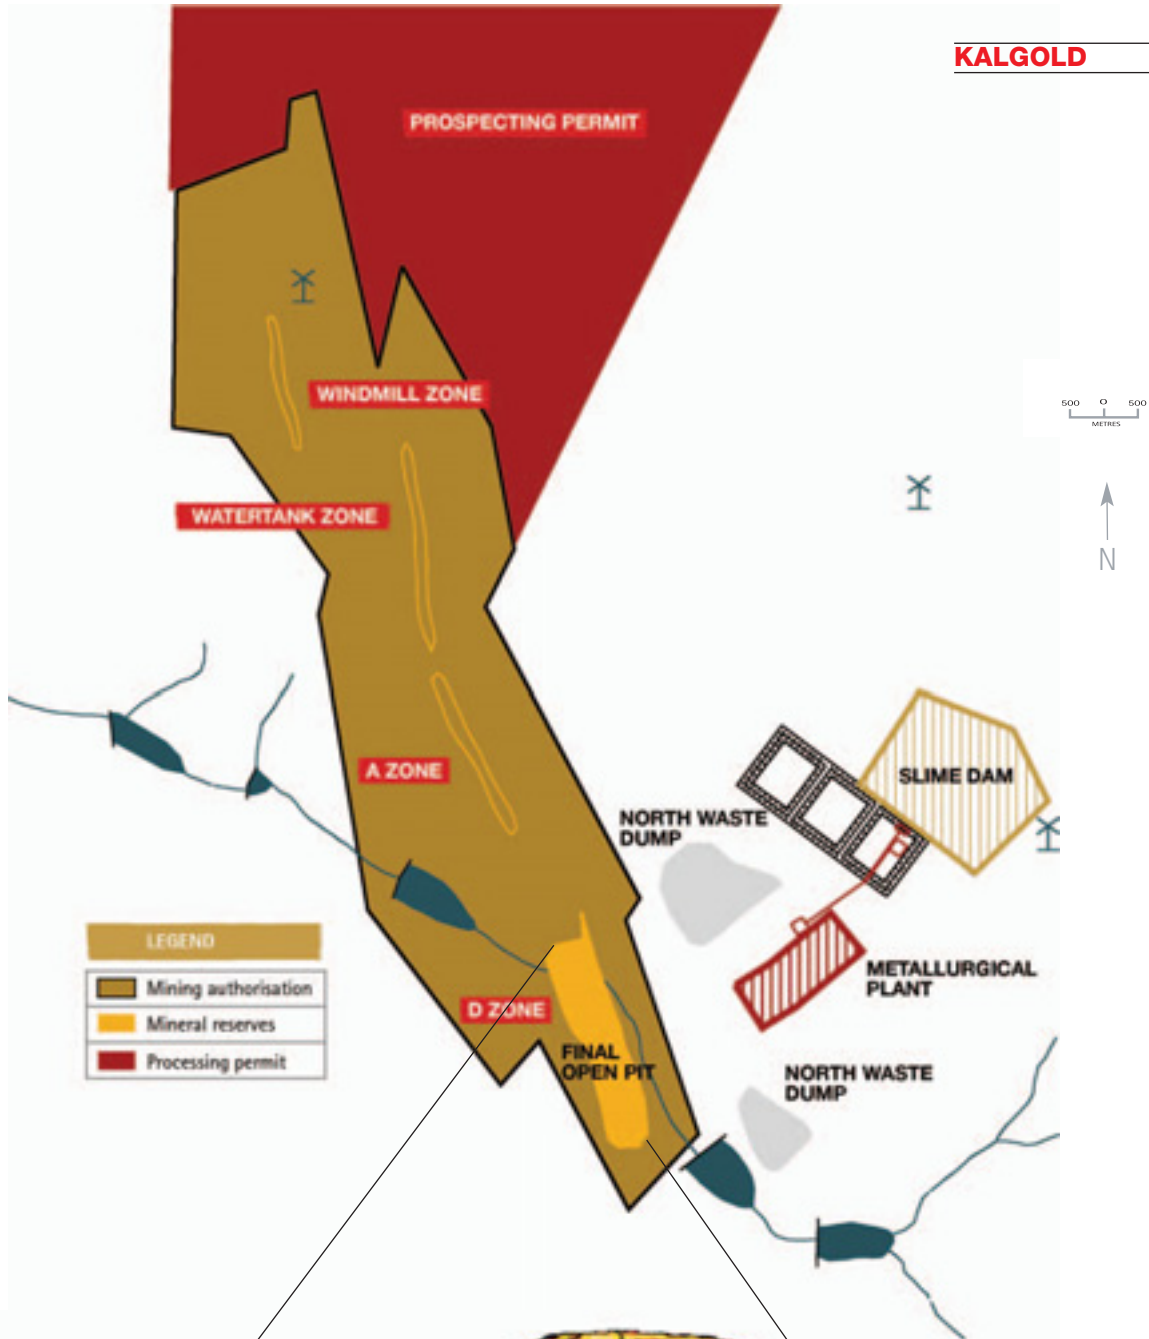 KALGOLD
PROSPECTING PERMIT
WINDMILL ZONE
500 O 500
METRES
WATERTANK ZONE
N
A ZONE
SLIME DAM
NORTH WASTE
DUMP
LEGEND
Mining authorisation
Mineral reserves
Processing permit
METALLURGICAL
PLANT
D ZONE
FINAL
OPEN PIT
NORTH WASTE
DUMP